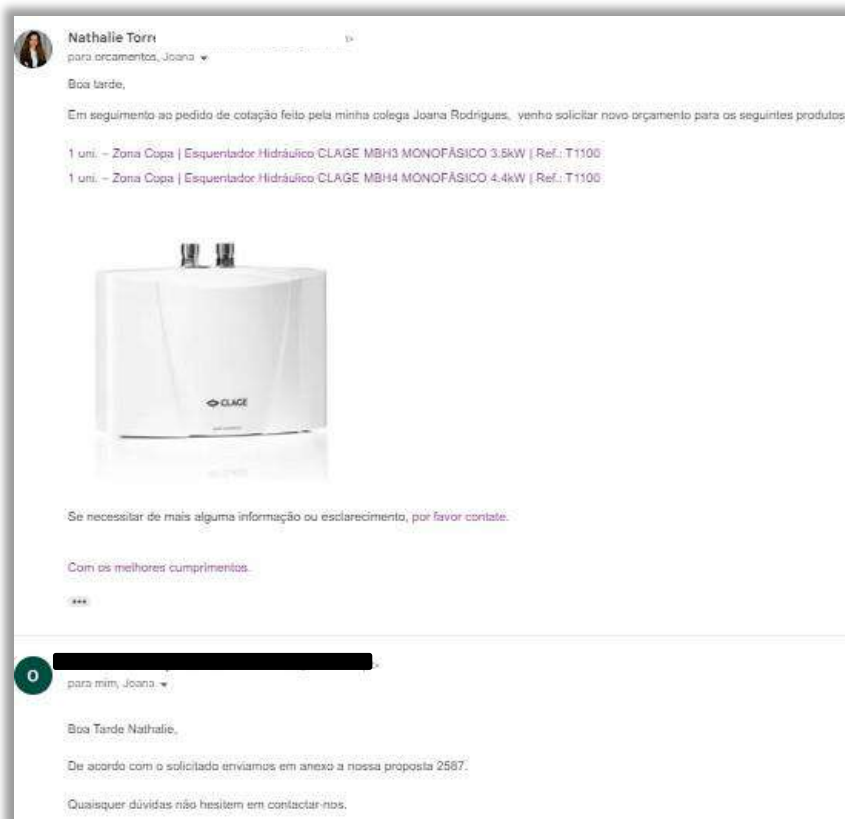 Nathalie Torre
para orcamentos, Joana
Boa tarde,
Em seguimento ao pedido de cotação feito pela minha colega Joana Rodrigues, venho solicitar novo orçamento para os seguintes produtos
1 uni. – Zona Copa | Esquentador Hidráulico CLAGE MBH3 MONOFÁSICO 3.5kW | Ref.: T1100
1 uni. – Zona Copa | Esquentador Hidráulico CLAGE MBH4 MONOFÁSICO 4.4kW | Ref.: T1100
CLAGE
Se necessitar de mais alguma informação ou esclarecimento, por favor contate.
Com os melhores cumprimentos.
O
para mim, Joana
Boa Tarde Nathalie,
De acordo com o solicitado enviamos em anexo a nossa proposta 2587.
Quaisquer dúvidas não hesitem em contactar-nos.